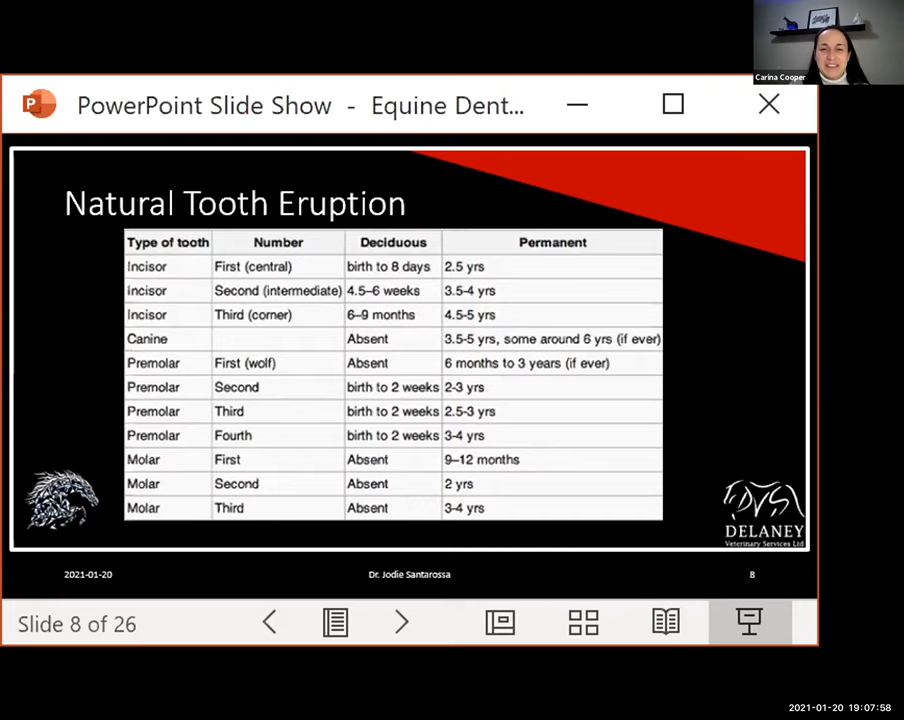 Carina Cooper
P PowerPoint Slide Show - Equine Dent...
Natural Tooth Eruption
Type of tooth Number Deciduous Permanent
Incisor First (central) birth to 8 days 2.5 yrs
Incisor Second (intermediate) 4.5–6 weeks 3.5-4 yrs
Incisor Third (corner) 6–9 months 4.5-5 yrs
Canine Absent 3.5-5 yrs, some around 6 yrs (if ever)
Premolar First (wolf) Absent 6 months to 3 years (if ever)
Premolar Second birth to 2 weeks 2-3 yrs
Premolar Third birth to 2 weeks 2.5-3 yrs
Premolar Fourth birth to 2 weeks 3-4 yrs
Molar First Absent 9–12 months
Molar Second Absent 2 yrs
Molar Third Absent 3-4 yrs
DVS
DELANEY
Veterinary Services Ltd
2021-01-20 Dr. Jodie Santarossa 8
Slide 8 of 26
2021-01-20 19:07:58